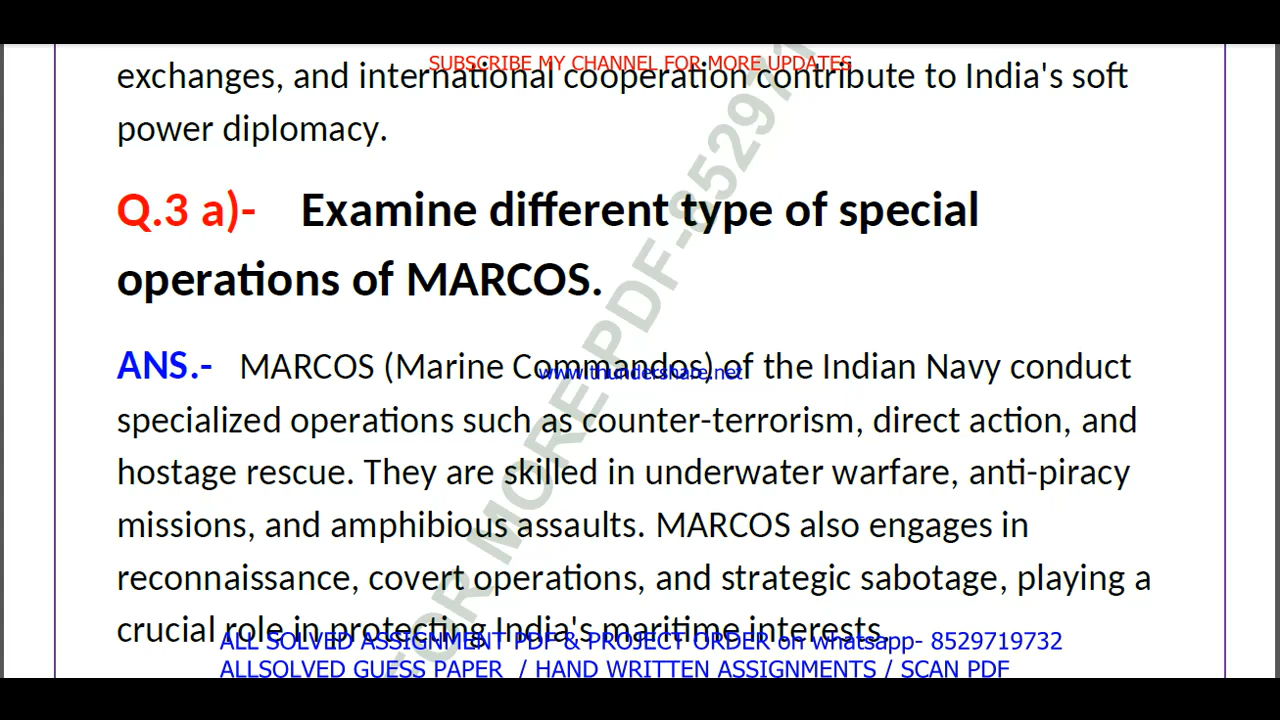 SUBSCRIBE MY CHANNEL FOR MORE UPDATES
exchanges, and international cooperation contribute to India's soft
power diplomacy.
Q.3 a)- Examine different type of special
operations of MARCOS.
ANS.- MARCOS (Marine Commandos) of the Indian Navy conduct
www.thundershare.net
specialized operations such as counter-terrorism, direct action, and
hostage rescue. They are skilled in underwater warfare, anti-piracy
missions, and amphibious assaults. MARCOS also engages in
reconnaissance, covert operations, and strategic sabotage, playing a
crucial role in protecting India's maritime interests.
ALL SOLVED ASSIGNMENT PDF & PROJECT ORDER on whatsapp- 8529719732
ALLSOLVED GUESS PAPER / HAND WRITTEN ASSIGNMENTS / SCAN PDF
FOR MORE PDF-852971